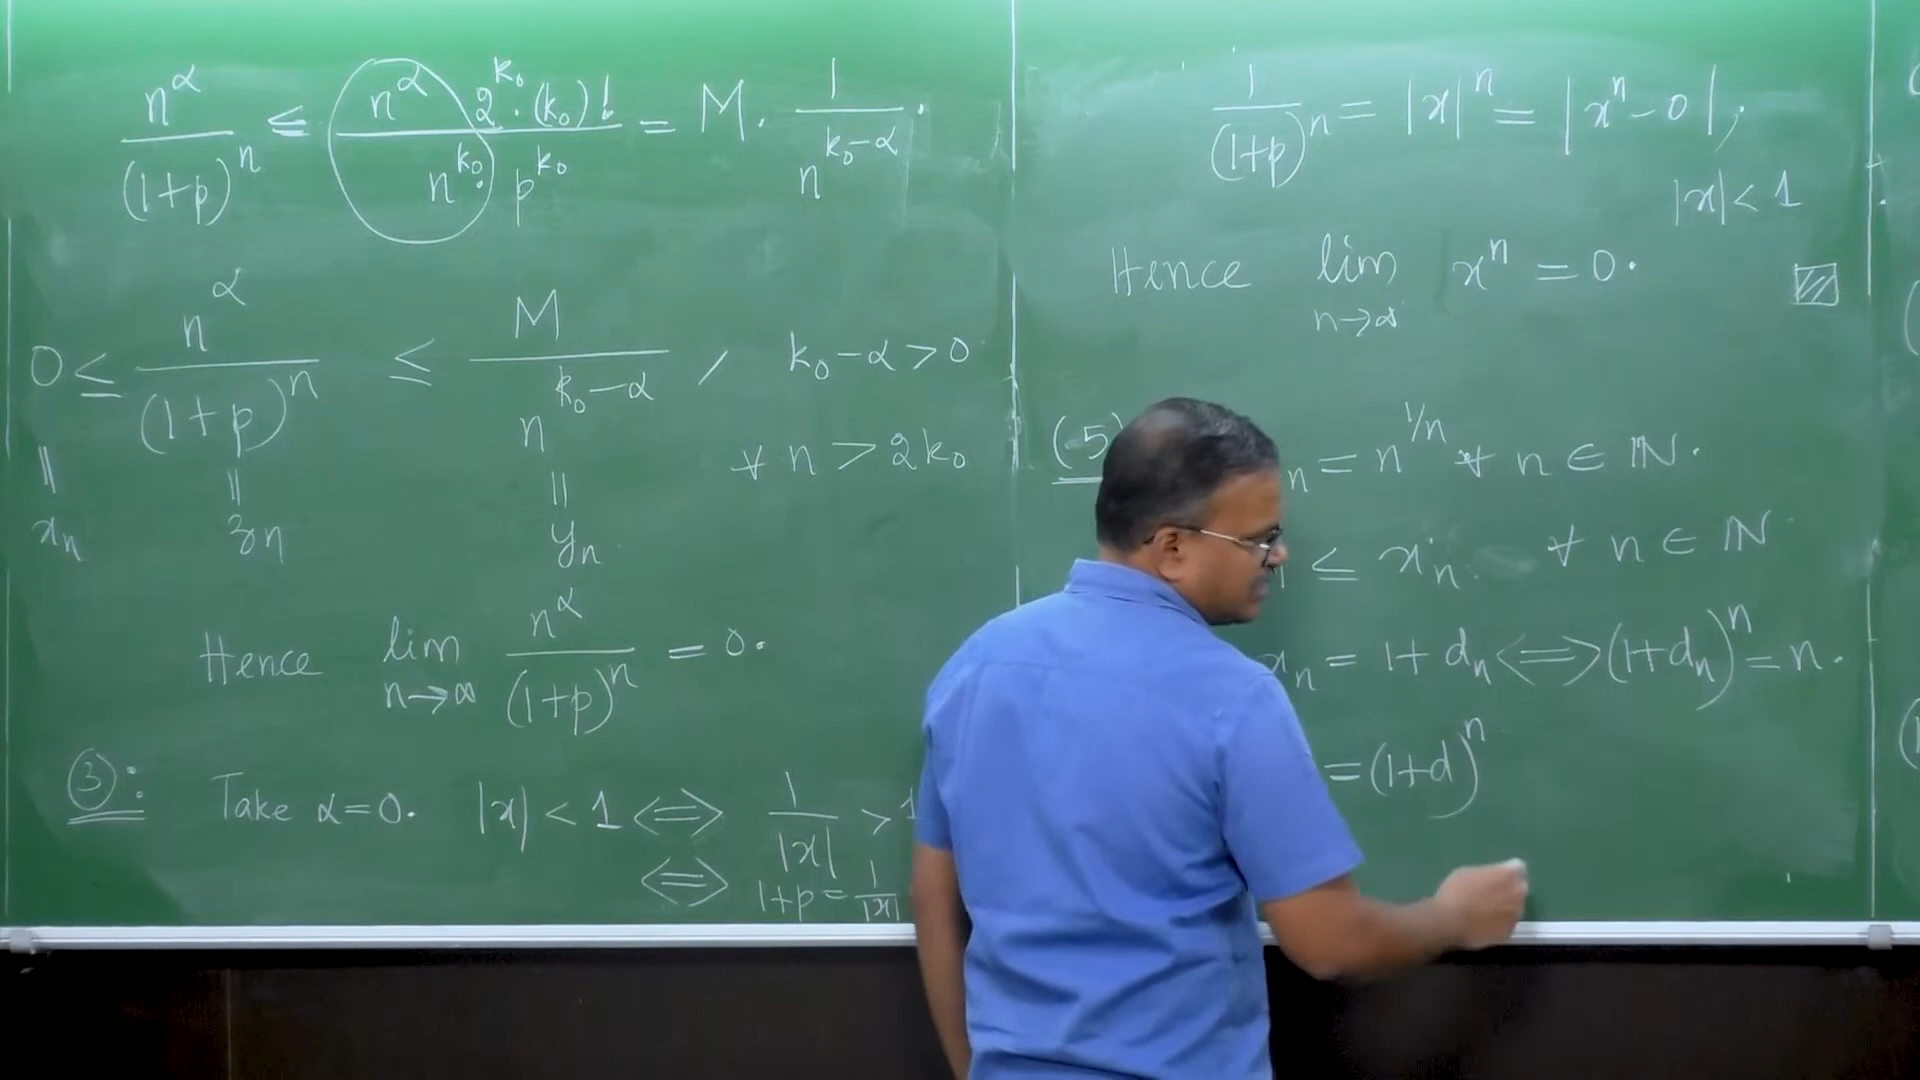 n^α / (1+p)^n ≤ n^α 2^{k₀}·(k₀)! / n^{k₀}· p^{k₀} = M. 1 / n^{k₀-α}.
0 ≤ n^α / (1+p)^n ≤ M / n^{k₀-α} , k₀-α > 0
∀ n > 2k₀
|| || ||
x_n z_n y_n.
Hence lim_{n→∞} n^α / (1+p)^n = 0.
③: Take α=0. |x| < 1 ⟺ 1/|x| > 1
⟺ 1+p = 1/|x|
1/(1+p)^n = |x|^n = |x^n - 0|;
|x| < 1
Hence lim_{n→∞} x^n = 0.
(5) n = n^{1/n} ∀ n ∈ ℕ.
≤ x_n. ∀ n ∈ ℕ
x_n = 1+d_n ⟺ (1+d_n)^n = n.
= (1+d)^n